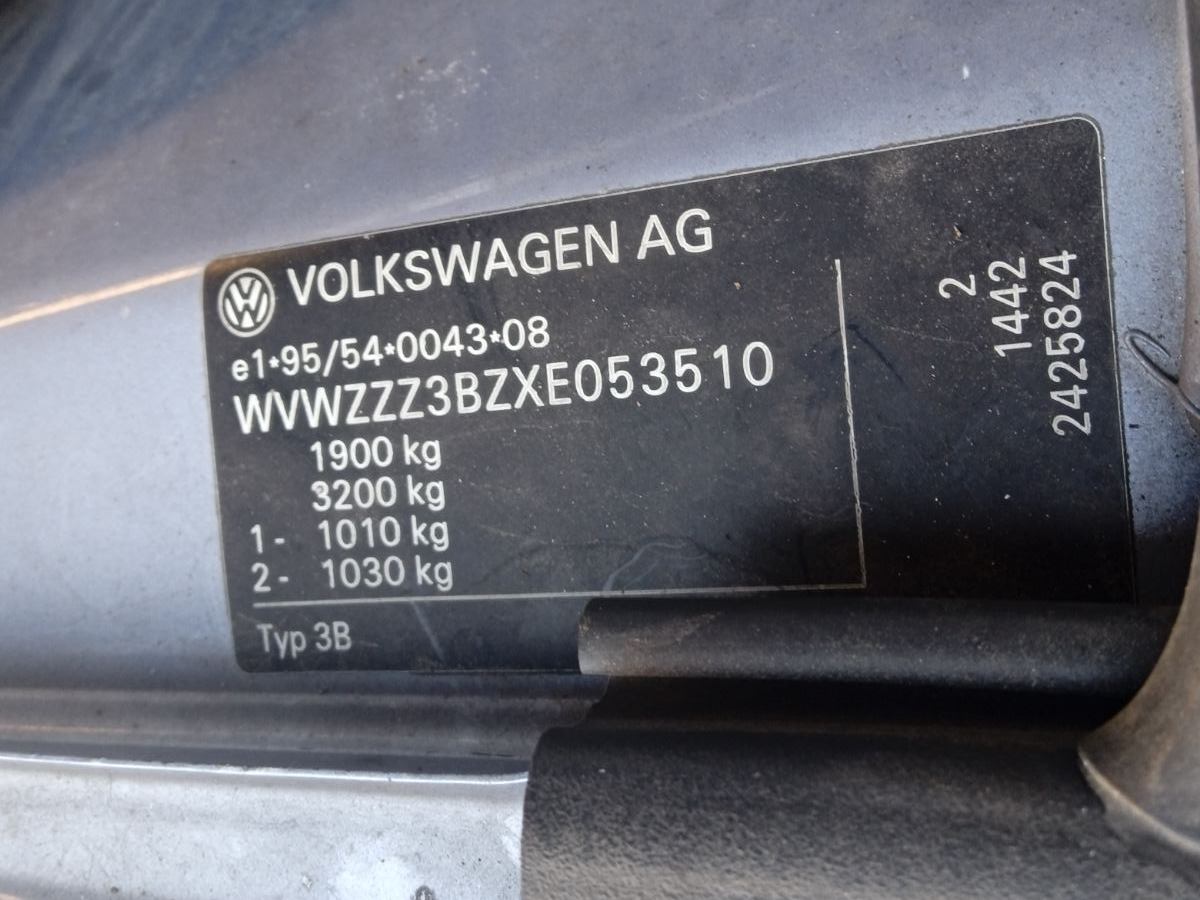 VOLKSWAGEN AG
e1*95/54*0043*08
WVWZZZ3BZXE053510
1900 kg
3200 kg
1- 1010 kg
2- 1030 kg
Typ 3B
2
1442
2425824